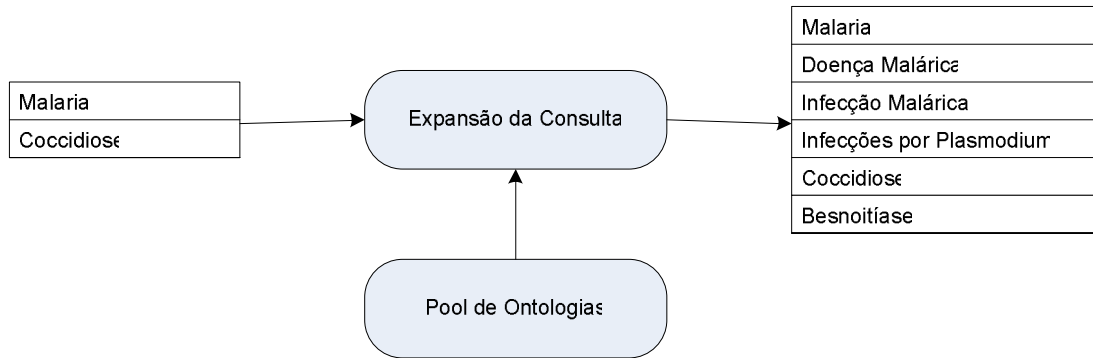 Malaria
Coccidiose
Expansão da Consulta
Pool de Ontologias
Malaria
Doença Malárica
Infecção Malárica
Infecções por Plasmodium
Coccidiose
Besnoitíase